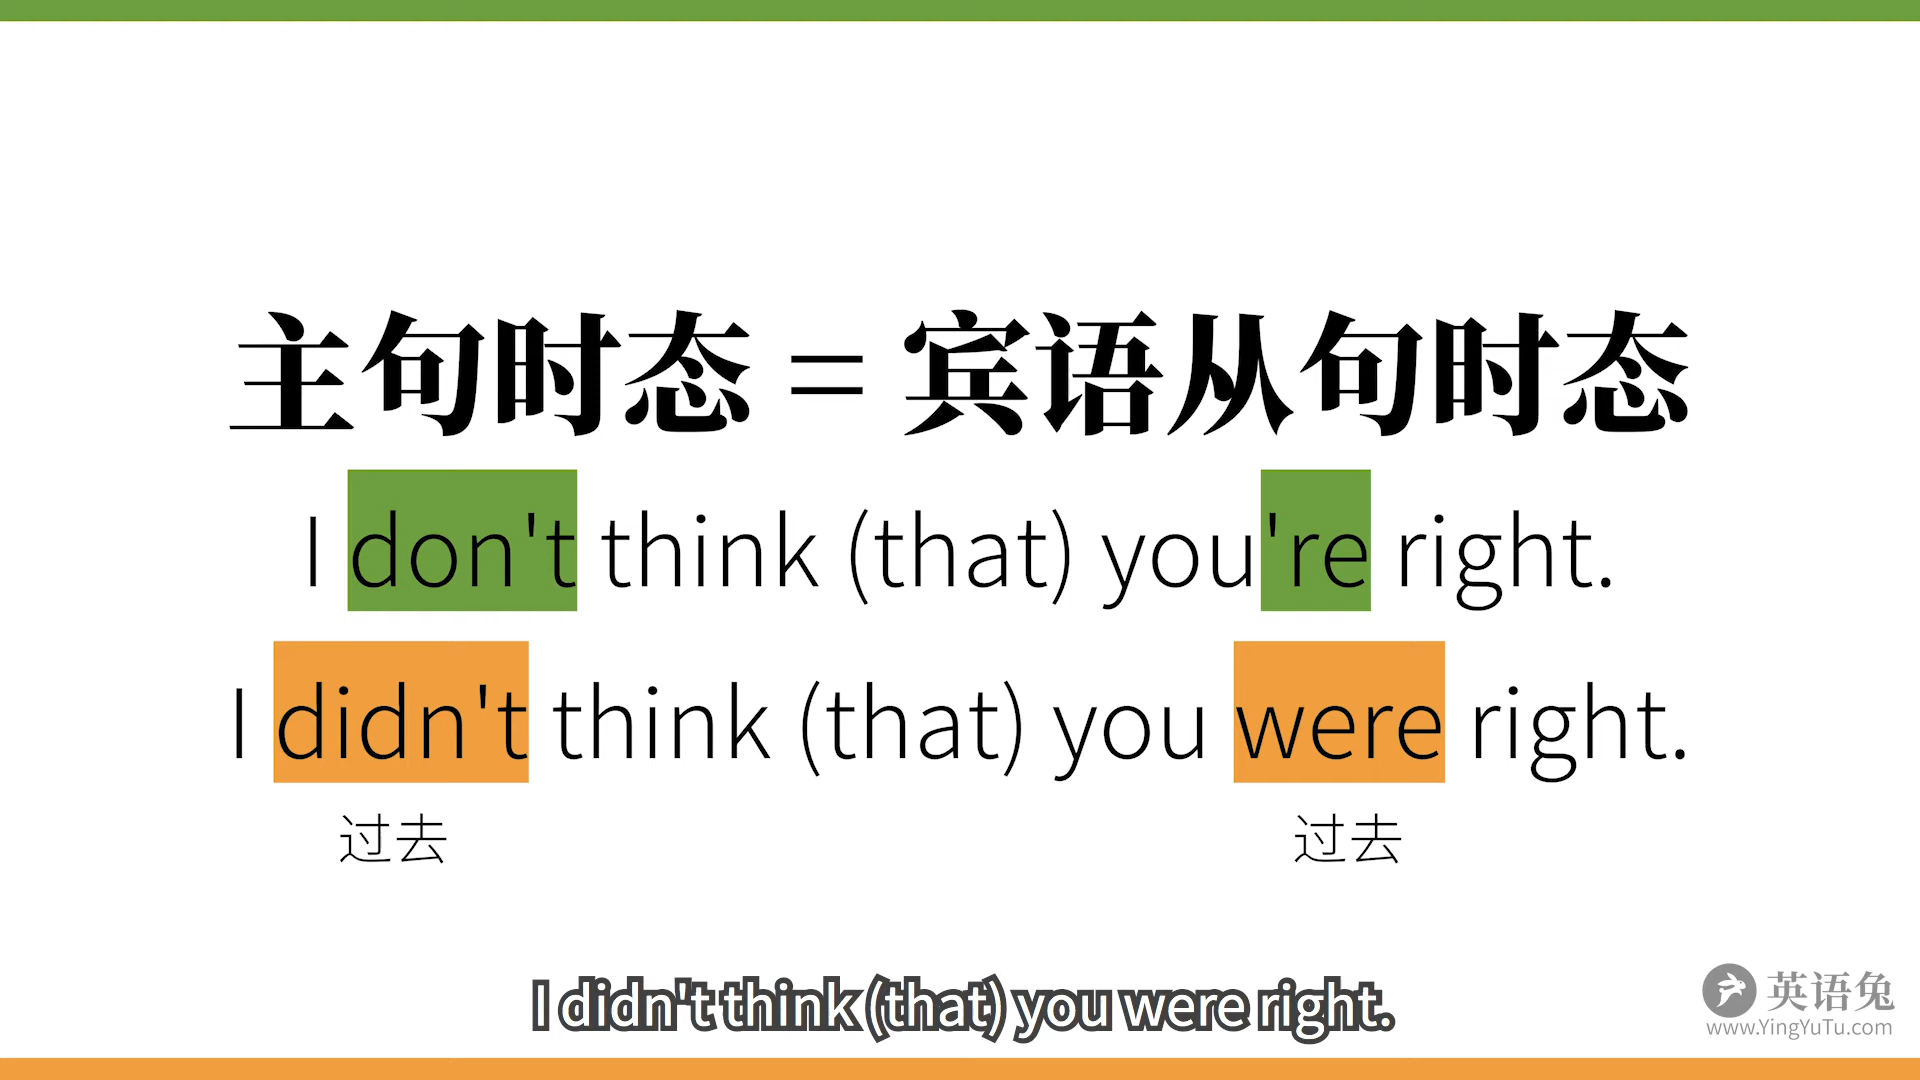 主句时态 = 宾语从句时态
I don't think (that) you're right.
I didn't think (that) you were right.
过去 过去
I didn't think (that) you were right.
英语兔
www.YingYuTu.com